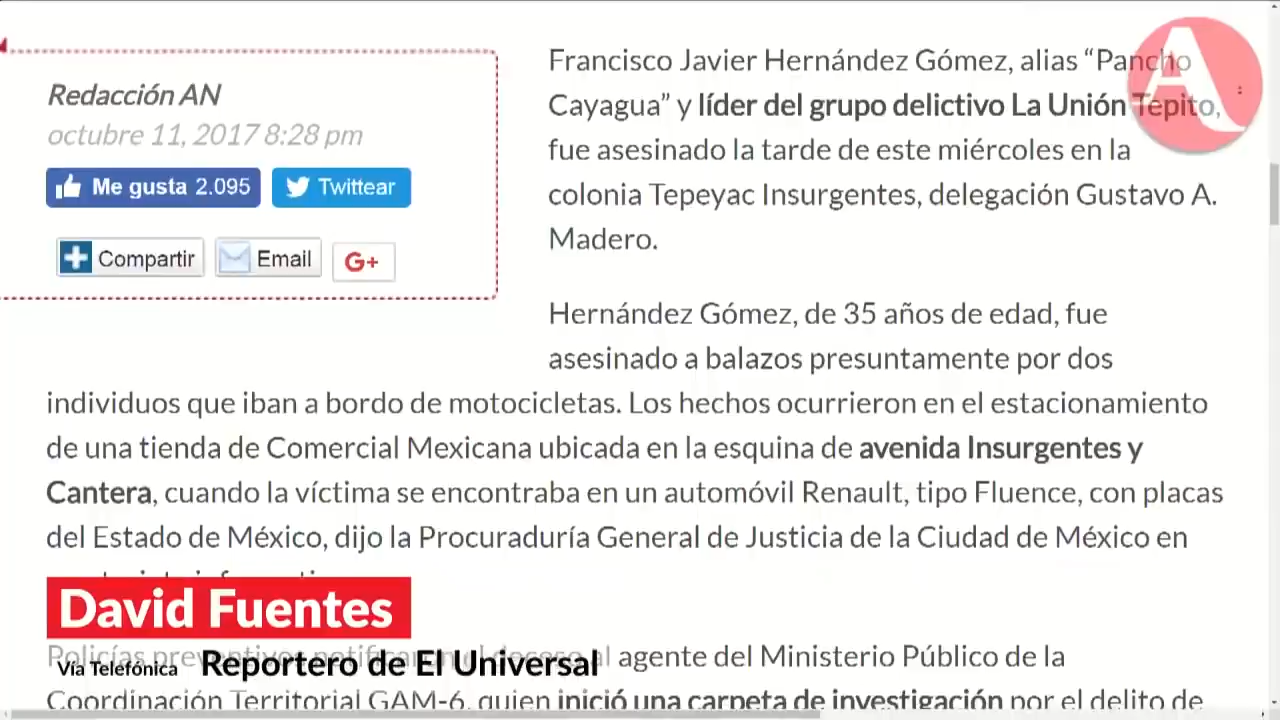 Redacción AN
octubre 11, 2017 8:28 pm
Me gusta 2.095
Twittear
Compartir
Email
G+
Francisco Javier Hernández Gómez, alias “Pancho
Cayagua” y líder del grupo delictivo La Unión Tepito,
fue asesinado la tarde de este miércoles en la
colonia Tepeyac Insurgentes, delegación Gustavo A.
Madero.
Hernández Gómez, de 35 años de edad, fue
asesinado a balazos presuntamente por dos
individuos que iban a bordo de motocicletas. Los hechos ocurrieron en el estacionamiento
de una tienda de Comercial Mexicana ubicada en la esquina de avenida Insurgentes y
Cantera, cuando la víctima se encontraba en un automóvil Renault, tipo Fluence, con placas
del Estado de México, dijo la Procuraduría General de Justicia de la Ciudad de México en
David Fuentes
Vía Telefónica Reportero de El Universal
Policías agente del Ministerio Público de la
Coordinación Territorial GAM-6, quien inició una carpeta de investigación por el delito de